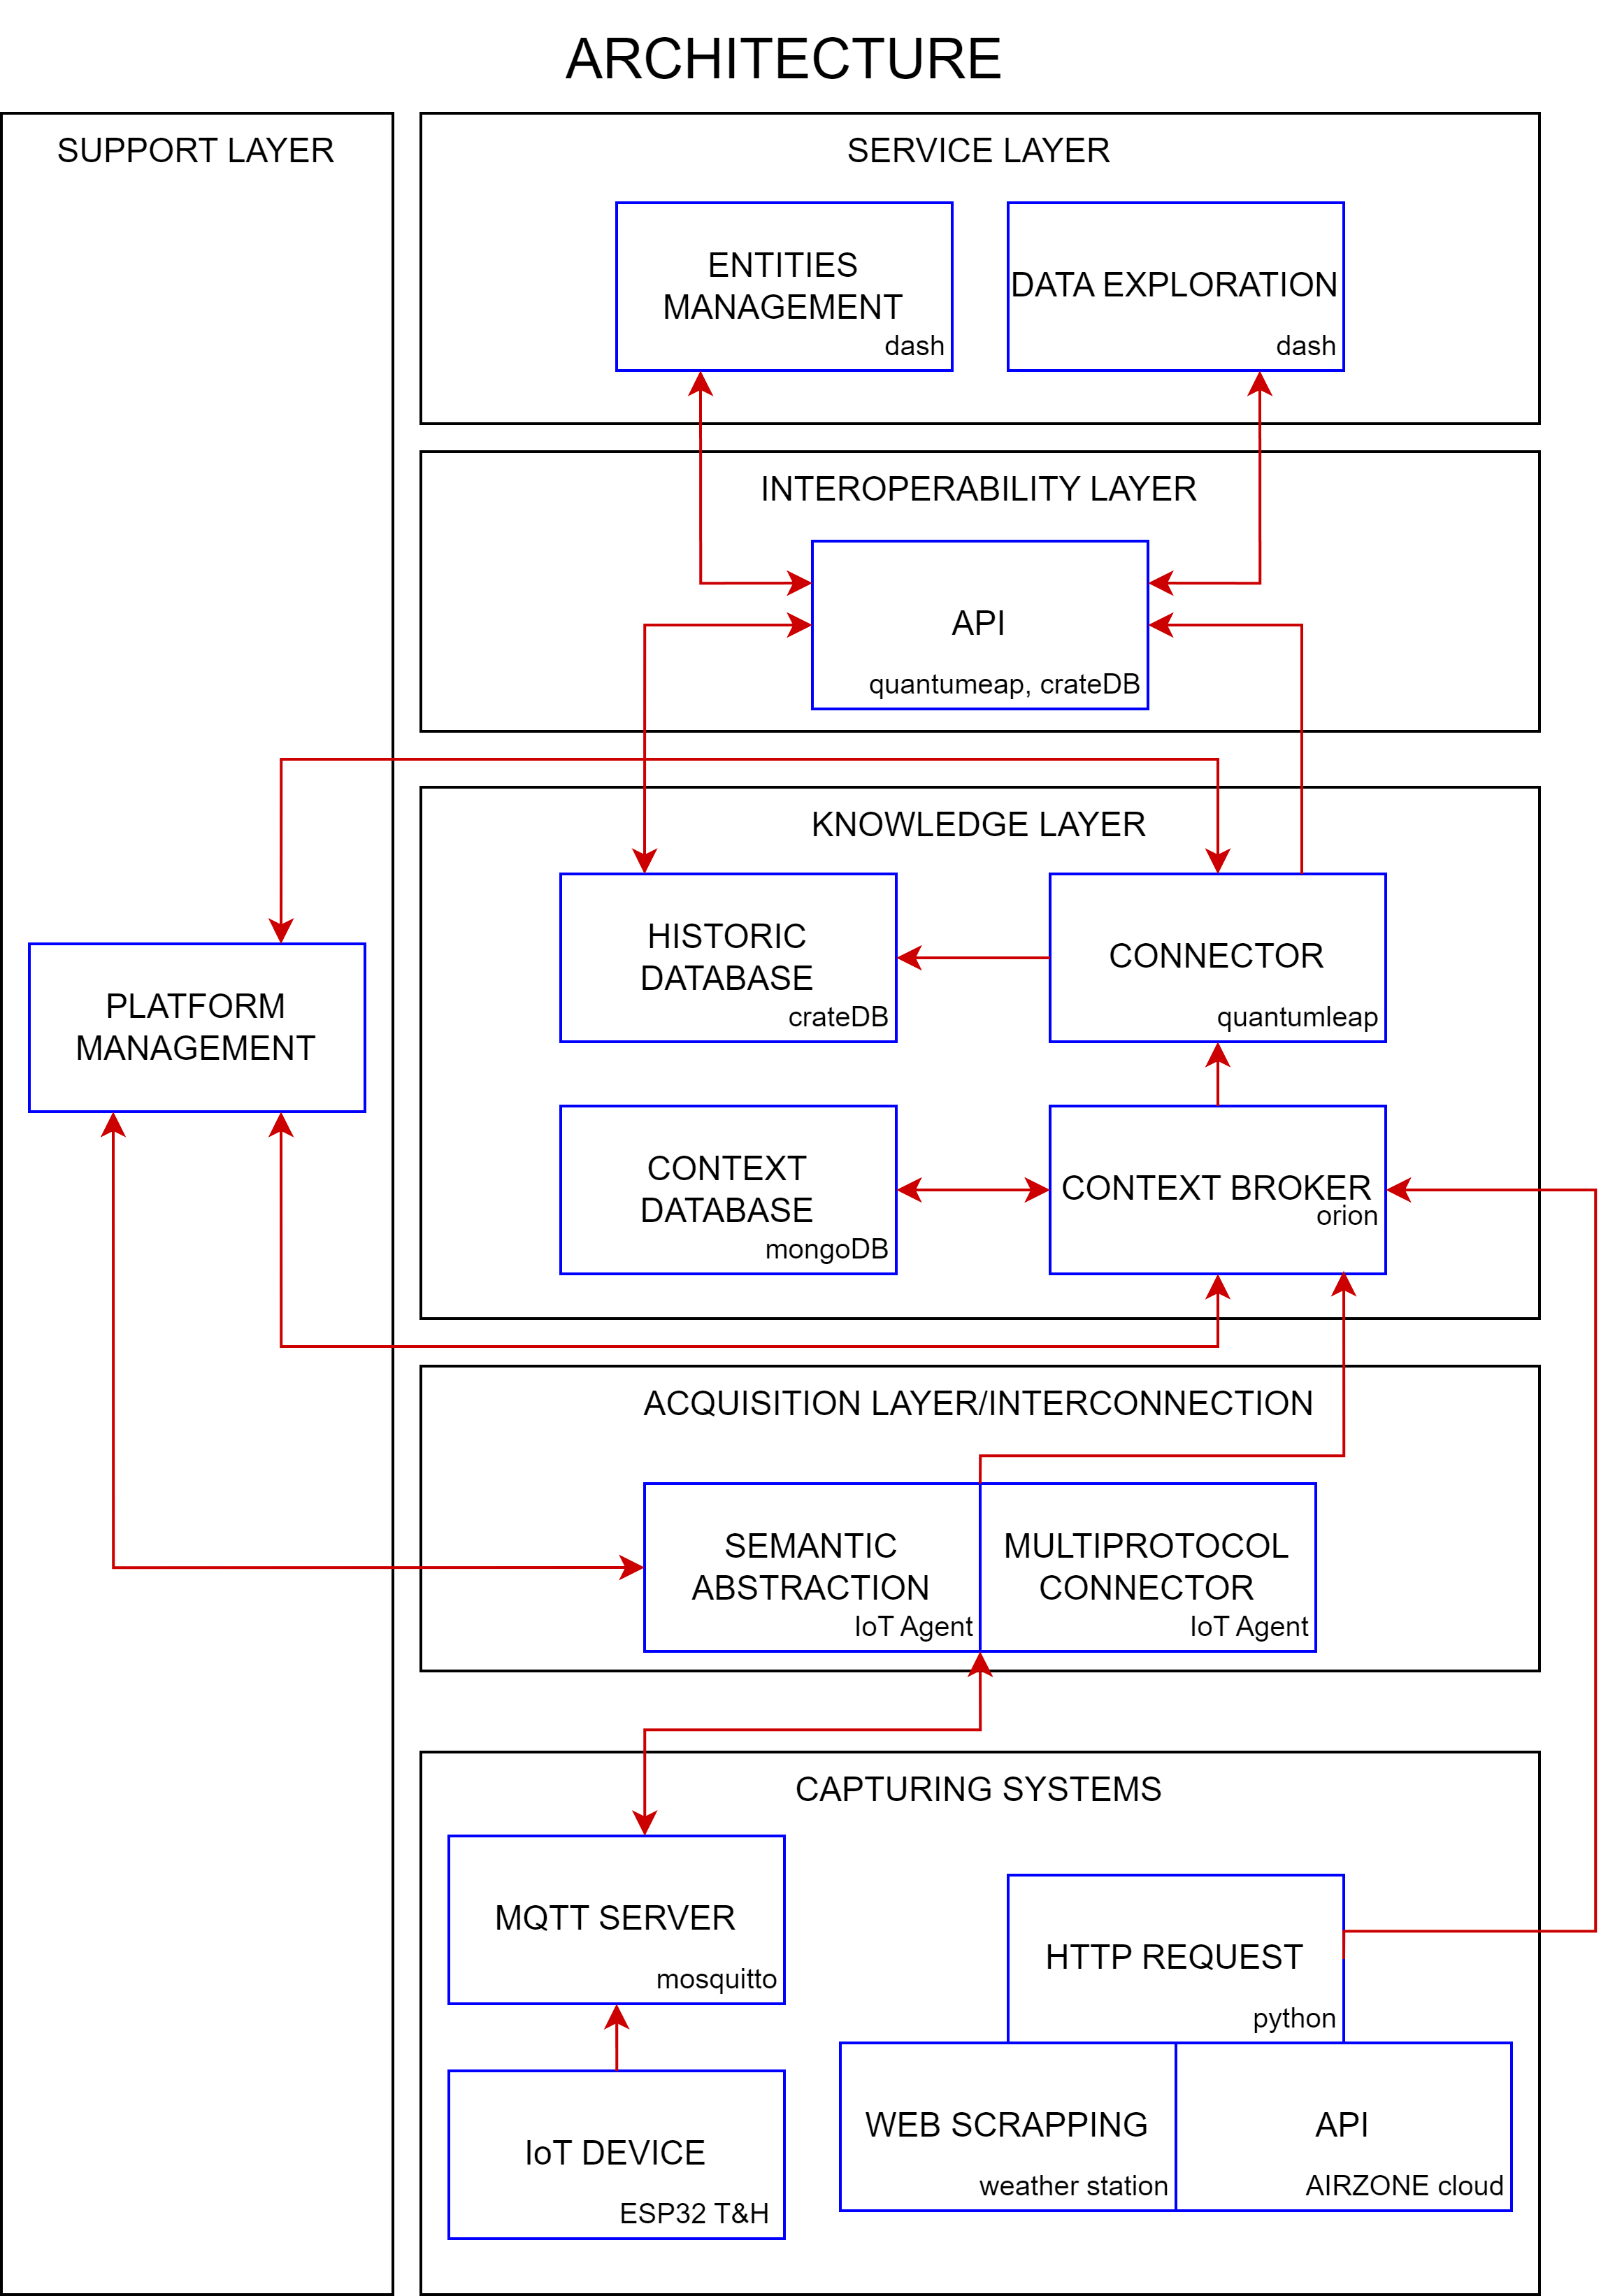 ARCHITECTURE
SUPPORT LAYER
SERVICE LAYER
ENTITIES
MANAGEMENT
dash
DATA EXPLORATION
dash
INTEROPERABILITY LAYER
API
quantumeap, crateDB
KNOWLEDGE LAYER
HISTORIC
DATABASE
crateDB
CONNECTOR
quantumleap
PLATFORM
MANAGEMENT
CONTEXT
DATABASE
mongoDB
CONTEXT BROKER
orion
ACQUISITION LAYER/INTERCONNECTION
SEMANTIC
ABSTRACTION
IoT Agent
MULTIPROTOCOL
CONNECTOR
IoT Agent
CAPTURING SYSTEMS
MQTT SERVER
mosquitto
HTTP REQUEST
python
IoT DEVICE
ESP32 T&H
WEB SCRAPPING
weather station
API
AIRZONE cloud